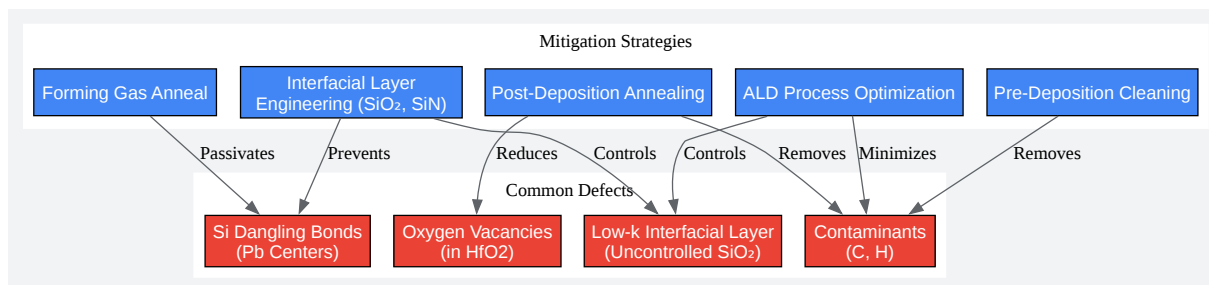 Mitigation Strategies
Forming Gas Anneal
Interfacial Layer
Engineering (SiO₂, SiN)
Post-Deposition Annealing
ALD Process Optimization
Pre-Deposition Cleaning
Passivates
Prevents
Reduces
Controls
Controls
Removes
Minimizes
Removes
Common Defects
Si Dangling Bonds
(Pb Centers)
Oxygen Vacancies
(in HfO2)
Low-k Interfacial Layer
(Uncontrolled SiO₂)
Contaminants
(C, H)